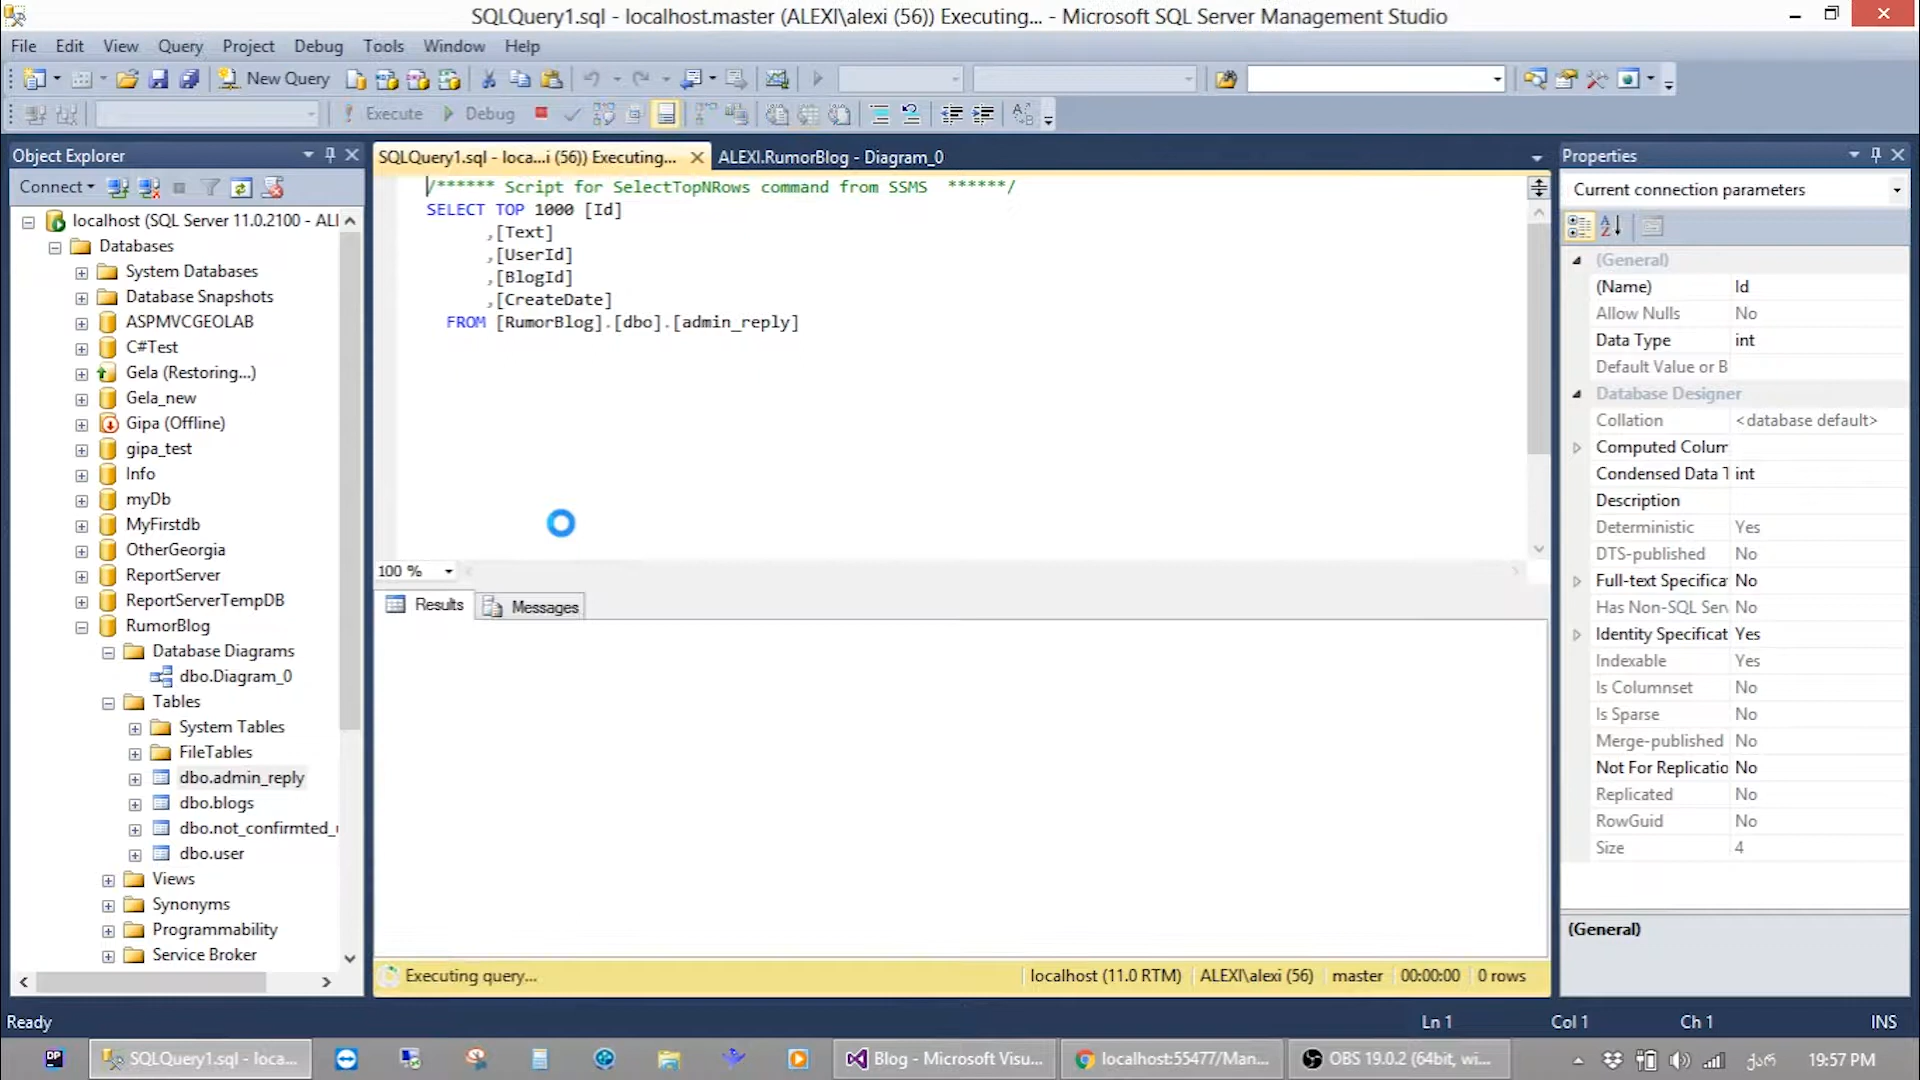 SQLQuery1.sql - localhost.master (ALEXI\alexi (56)) Executing... - Microsoft SQL Server Management Studio
File Edit View Query Project Debug Tools Window Help
New Query
Execute Debug
Object Explorer
Connect
localhost (SQL Server 11.0.2100 - ALI
Databases
System Databases
Database Snapshots
ASPMVCGEOLAB
C#Test
Gela (Restoring...)
Gela_new
Gipa (Offline)
gipa_test
Info
myDb
MyFirstdb
OtherGeorgia
ReportServer
ReportServerTempDB
RumorBlog
Database Diagrams
dbo.Diagram_0
Tables
System Tables
FileTables
dbo.admin_reply
dbo.blogs
dbo.not_confirmted_
dbo.user
Views
Synonyms
Programmability
Service Broker
SQLQuery1.sql - loca...i (56)) Executing... ALEXI.RumorBlog - Diagram_0
/****** Script for SelectTopNRows command from SSMS ******/
SELECT TOP 1000 [Id]
,[Text]
,[UserId]
,[BlogId]
,[CreateDate]
FROM [RumorBlog].[dbo].[admin_reply]
100 %
Results Messages
Executing query... localhost (11.0 RTM) ALEXI\alexi (56) master 00:00:00 0 rows
Properties
Current connection parameters
(General)
(Name) Id
Allow Nulls No
Data Type int
Default Value or B
Database Designer
Collation <database default>
Computed Colum
Condensed Data T int
Description
Deterministic Yes
DTS-published No
Full-text Specifica No
Has Non-SQL Serv No
Identity Specificat Yes
Indexable Yes
Is Columnset No
Is Sparse No
Merge-published No
Not For Replicatio No
Replicated No
RowGuid No
Size 4
(General)
Ready Ln 1 Col 1 Ch 1 INS
DP SQLQuery1.sql - loca... Blog - Microsoft Visu... localhost:55477/Man... OBS 19.0.2 (64bit, wi... ქარ 19:57 PM